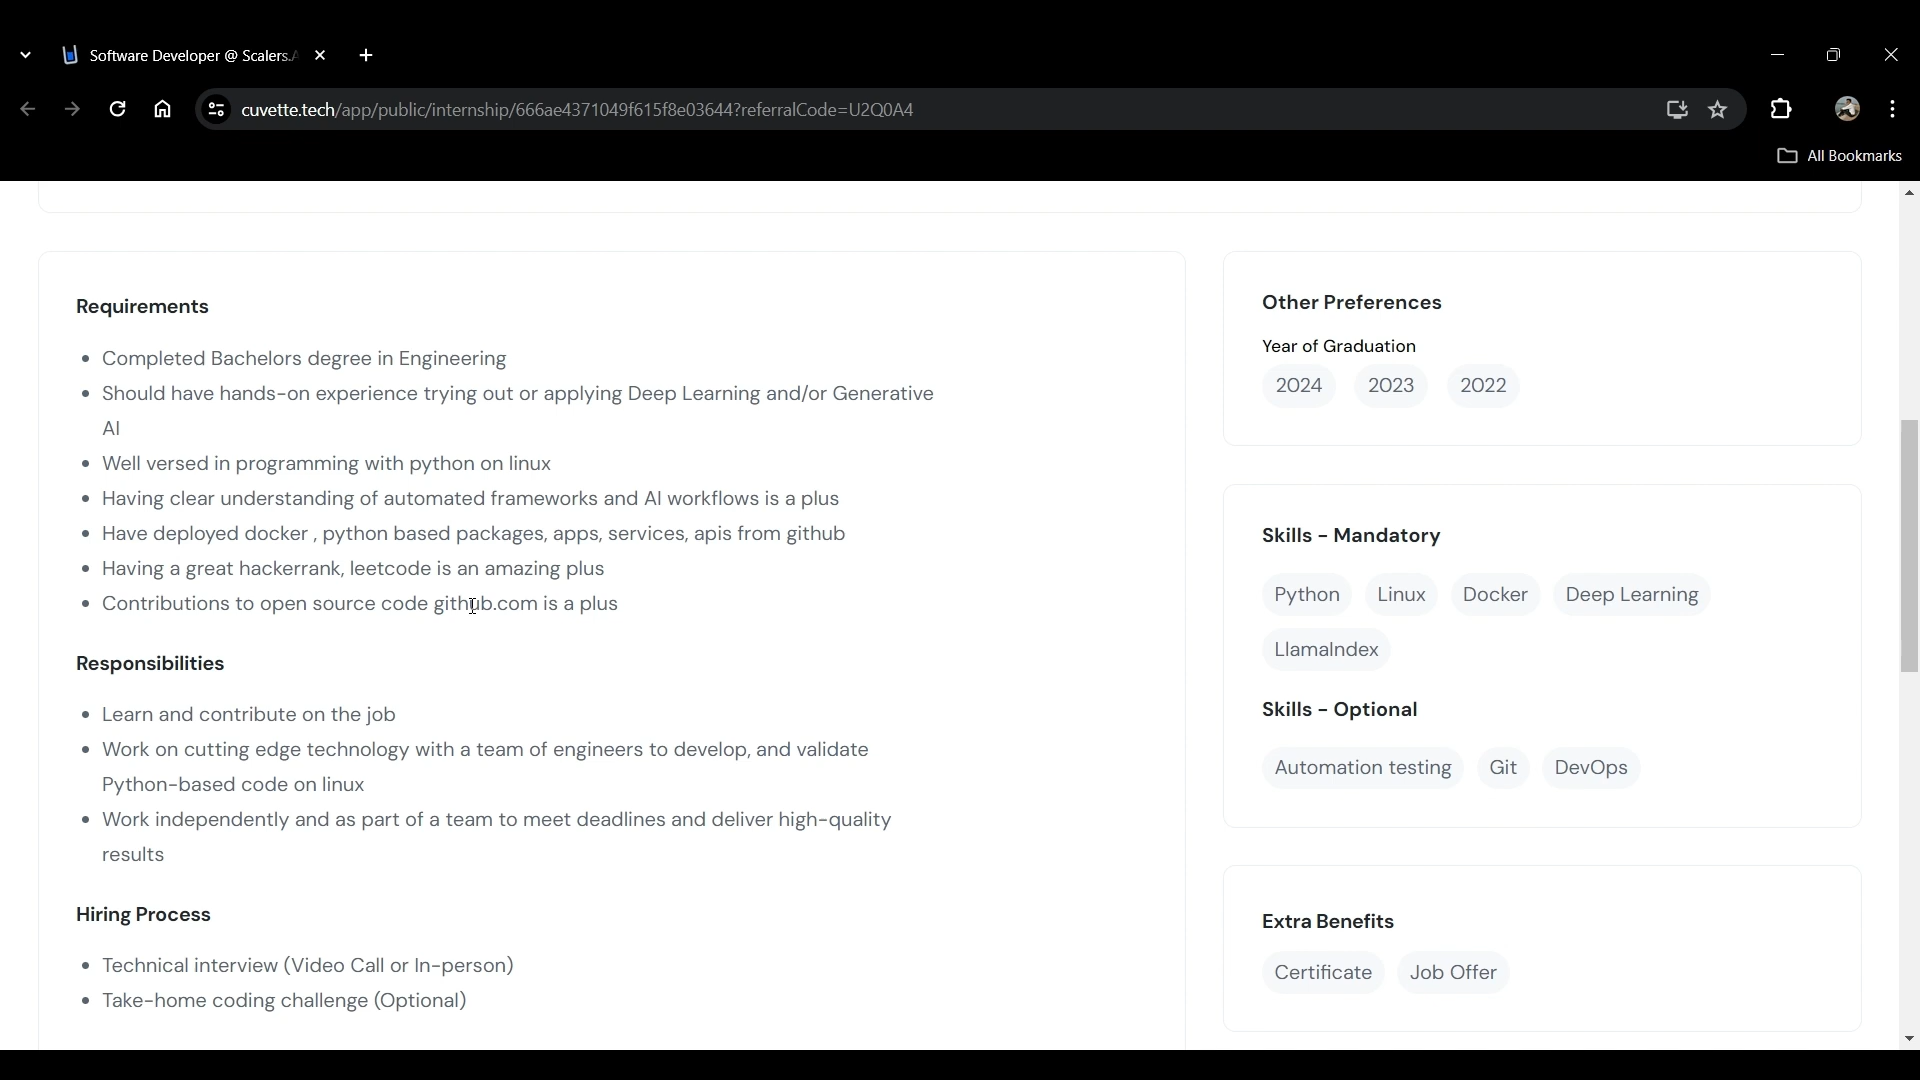 Software Developer @ Scalers.
cuvette.tech/app/public/internship/666ae4371049f615f8e03644?referralCode=U2Q0A4
All Bookmarks
Requirements
Completed Bachelors degree in Engineering
Should have hands-on experience trying out or applying Deep Learning and/or Generative
AI
Well versed in programming with python on linux
Having clear understanding of automated frameworks and AI workflows is a plus
Have deployed docker , python based packages, apps, services, apis from github
Having a great hackerrank, leetcode is an amazing plus
Contributions to open source code github.com is a plus
Responsibilities
Learn and contribute on the job
Work on cutting edge technology with a team of engineers to develop, and validate
Python-based code on linux
Work independently and as part of a team to meet deadlines and deliver high-quality
results
Hiring Process
Technical interview (Video Call or In-person)
Take-home coding challenge (Optional)
Other Preferences
Year of Graduation
2024 2023 2022
Skills - Mandatory
Python Linux Docker Deep Learning
LlamaIndex
Skills - Optional
Automation testing Git DevOps
Extra Benefits
Certificate Job Offer